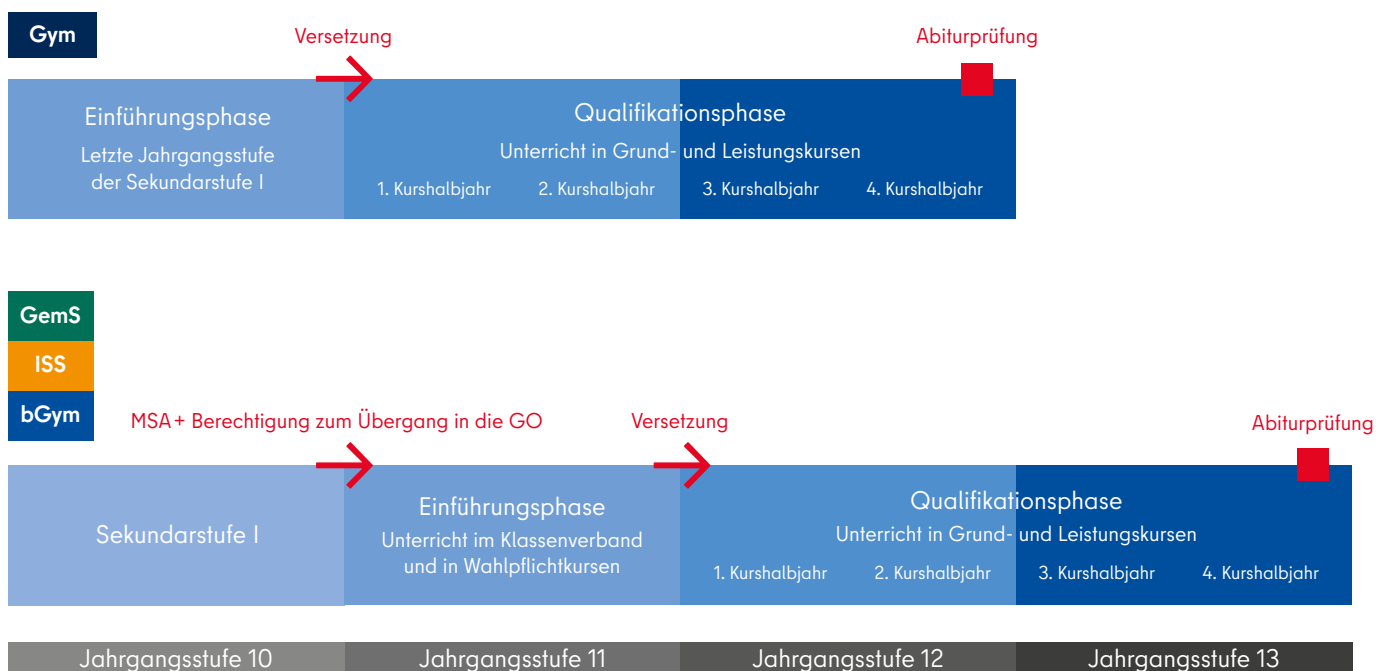 Gym
Versetzung
Abiturprüfung
Einführungsphase
Letzte Jahrgangsstufe
der Sekundarstufe I
Qualifikationsphase
Unterricht in Grund- und Leistungskursen
1. Kurshalbjahr 2. Kurshalbjahr 3. Kurshalbjahr 4. Kurshalbjahr
GemS
ISS
bGym
MSA + Berechtigung zum Übergang in die GO
Versetzung
Abiturprüfung
Sekundarstufe I
Einführungsphase
Unterricht im Klassenverband
und in Wahlpflichtkursen
Qualifikationsphase
Unterricht in Grund- und Leistungskursen
1. Kurshalbjahr 2. Kurshalbjahr 3. Kurshalbjahr 4. Kurshalbjahr
Jahrgangsstufe 10 Jahrgangsstufe 11 Jahrgangsstufe 12 Jahrgangsstufe 13